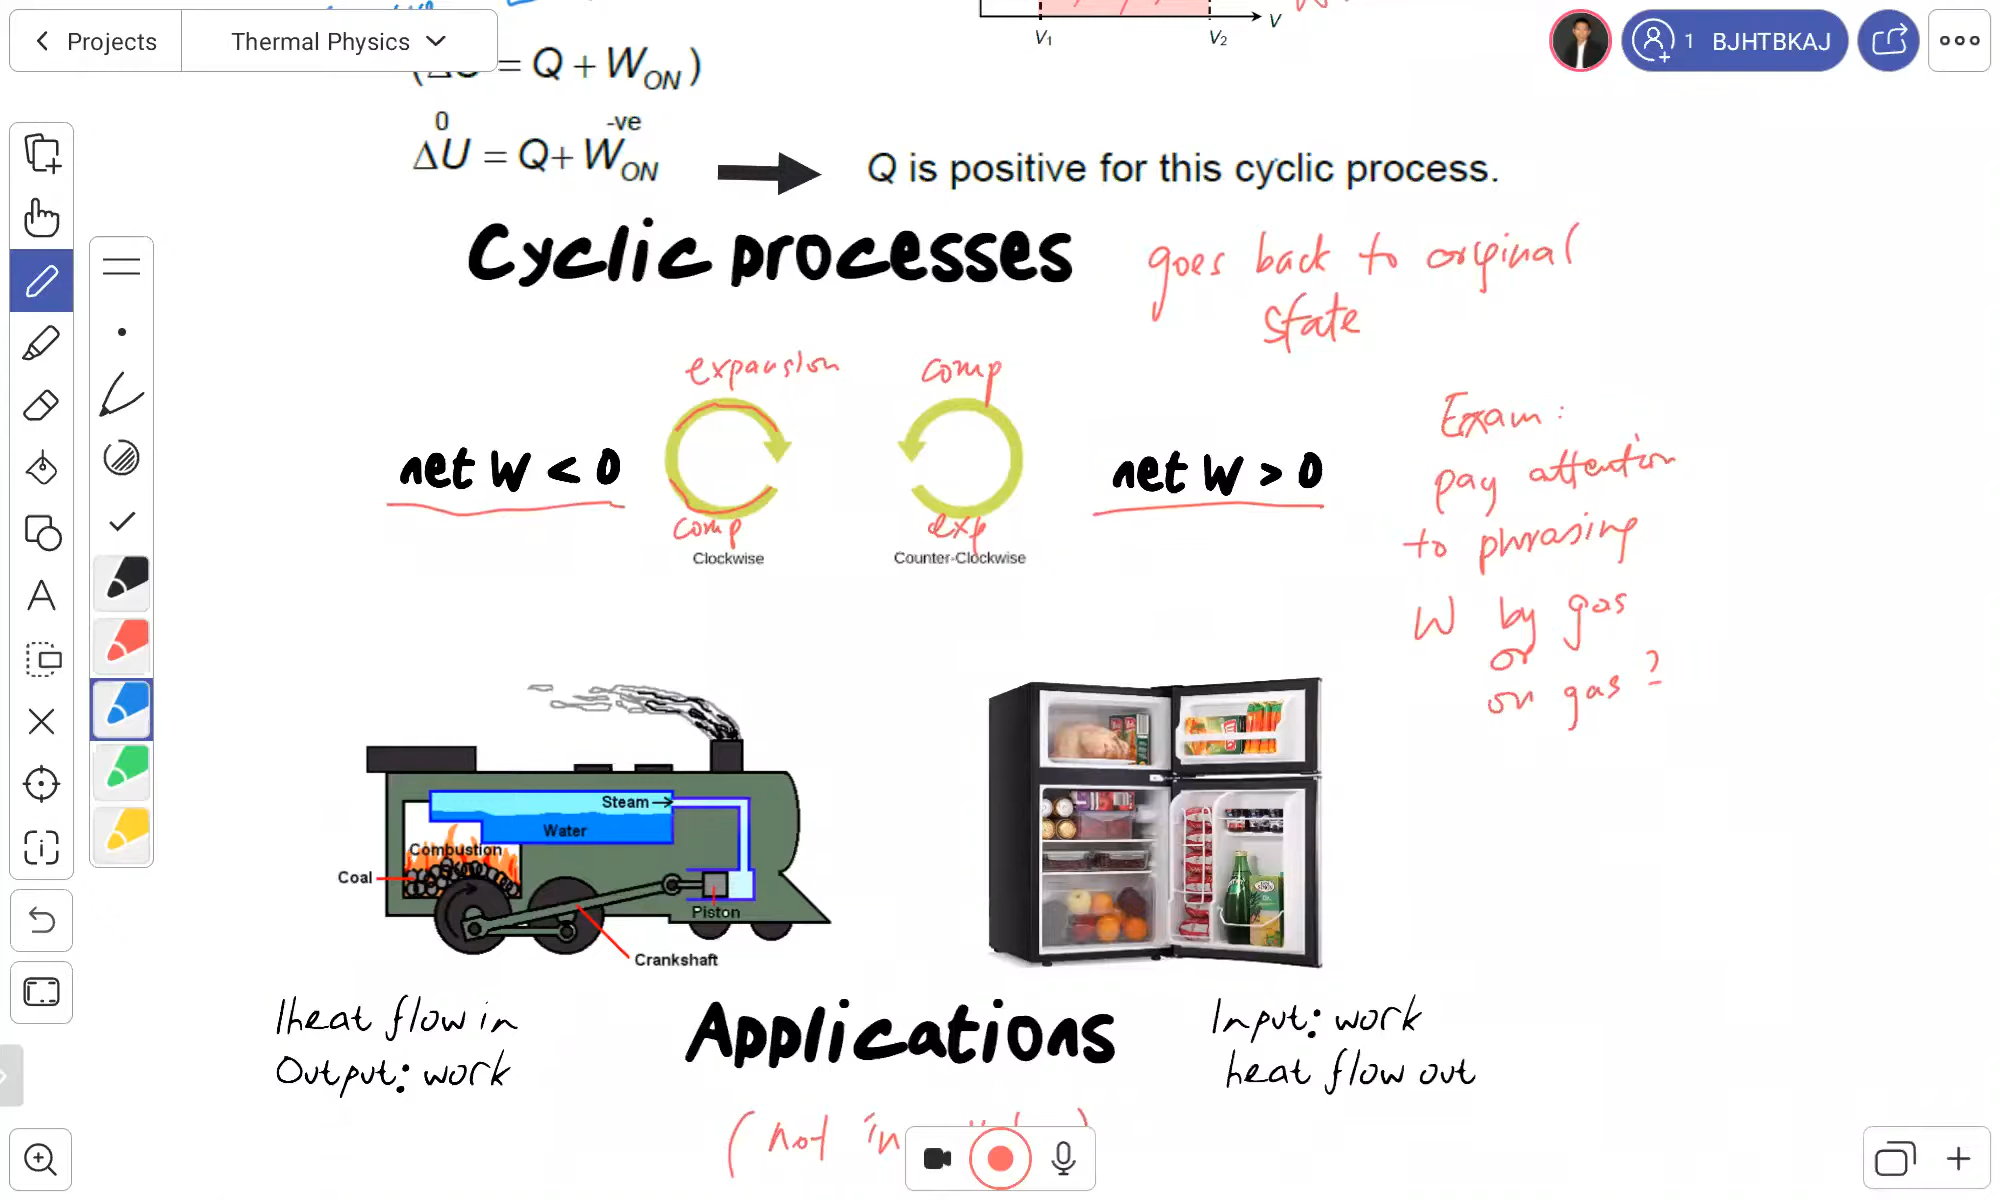 Projects
Thermal Physics
1 BJHTBKAJ
V
V1
V2
= Q + WON )
0
-ve
ΔU = Q+ WON
Q is positive for this cyclic process.
Cyclic processes
goes back to original
state
expansion
comp
net W < 0
net W > 0
comp
exp
Clockwise
Counter-Clockwise
Exam:
pay attention
to phrasing
W by gas
or
on gas?
Steam
Water
Combustion
Coal
Piston
Crankshaft
heat flow in
Output: work
Applications
Input: work
heat flow out
(not in